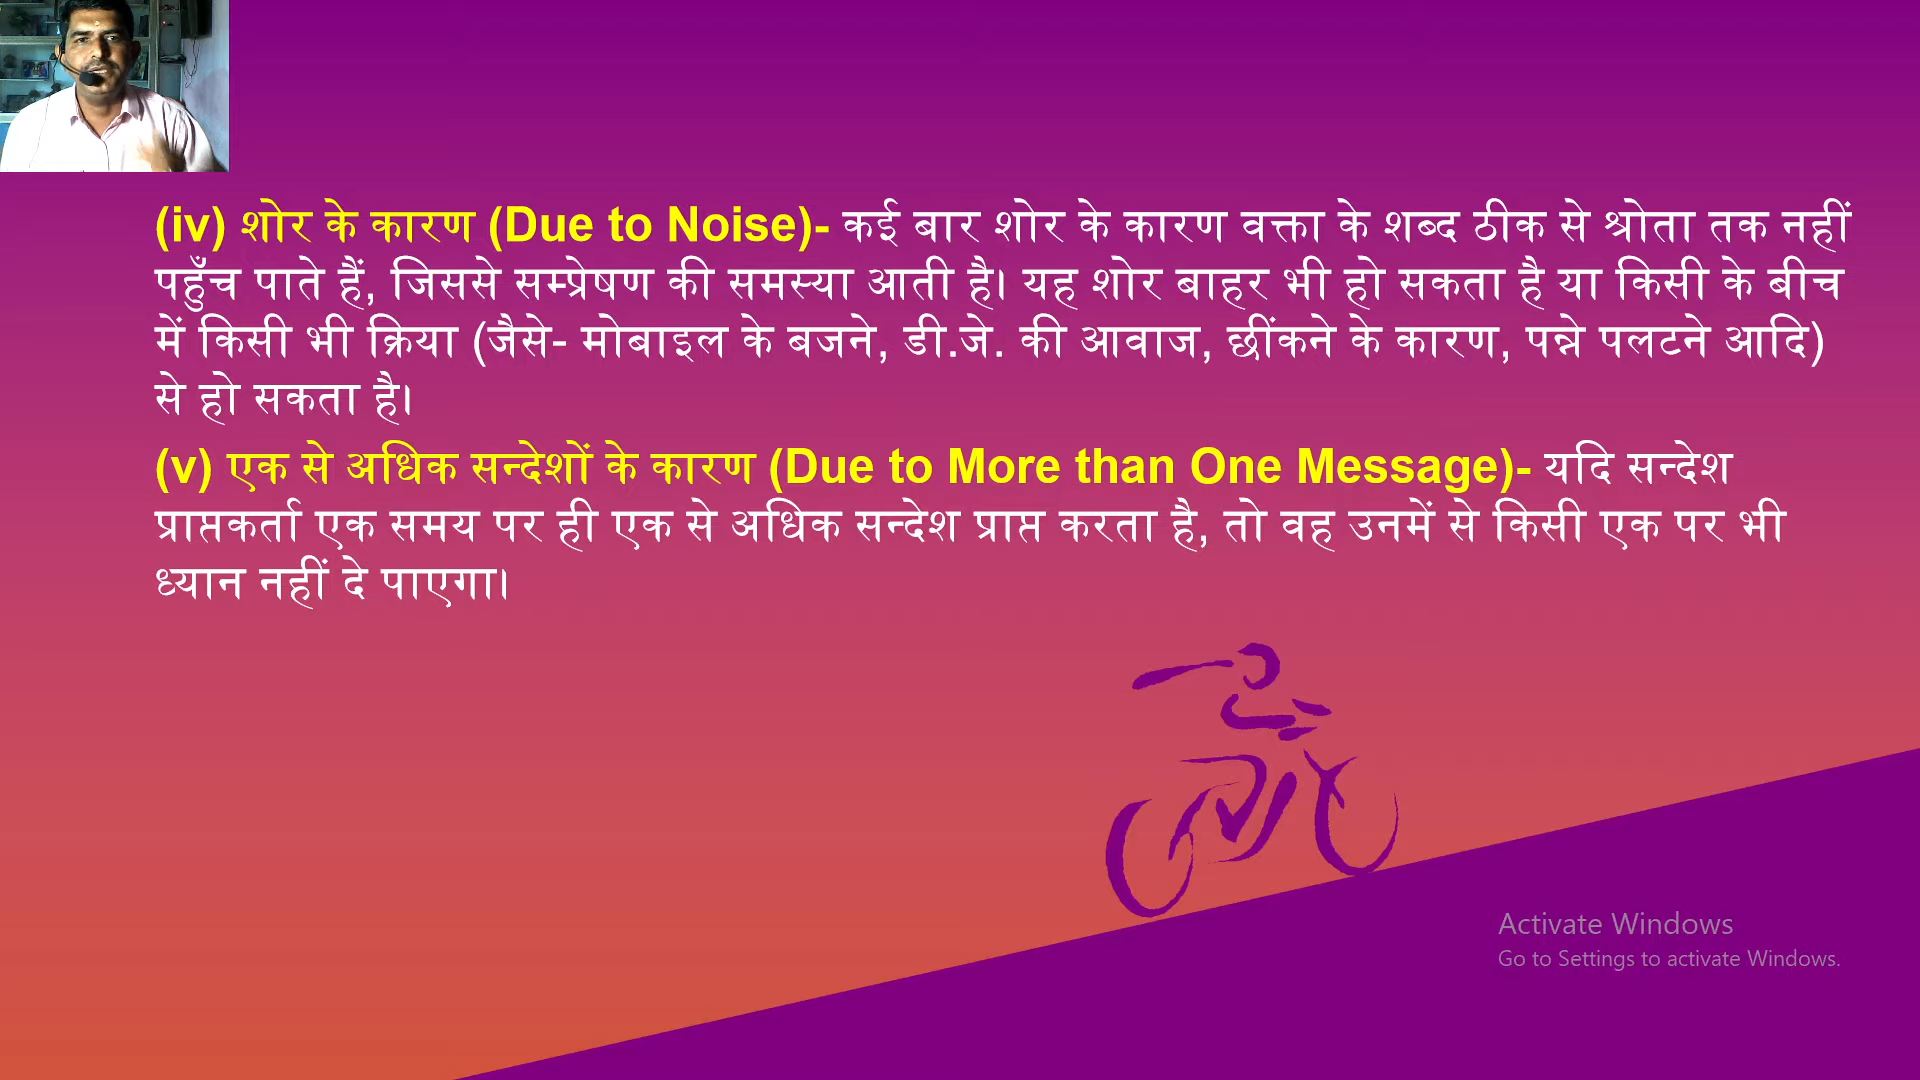 (iv) शोर के कारण (Due to Noise)- कई बार शोर के कारण वक्ता के शब्द ठीक से श्रोता तक नहीं
पहुँच पाते हैं, जिससे सम्प्रेषण की समस्या आती है। यह शोर बाहर भी हो सकता है या किसी के बीच
में किसी भी क्रिया (जैसे- मोबाइल के बजने, डी.जे. की आवाज, छींकने के कारण, पन्ने पलटने आदि)
से हो सकता है।
(v) एक से अधिक सन्देशों के कारण (Due to More than One Message)- यदि सन्देश
प्राप्तकर्ता एक समय पर ही एक से अधिक सन्देश प्राप्त करता है, तो वह उनमें से किसी एक पर भी
ध्यान नहीं दे पाएगा।
Activate Windows
Go to Settings to activate Windows.